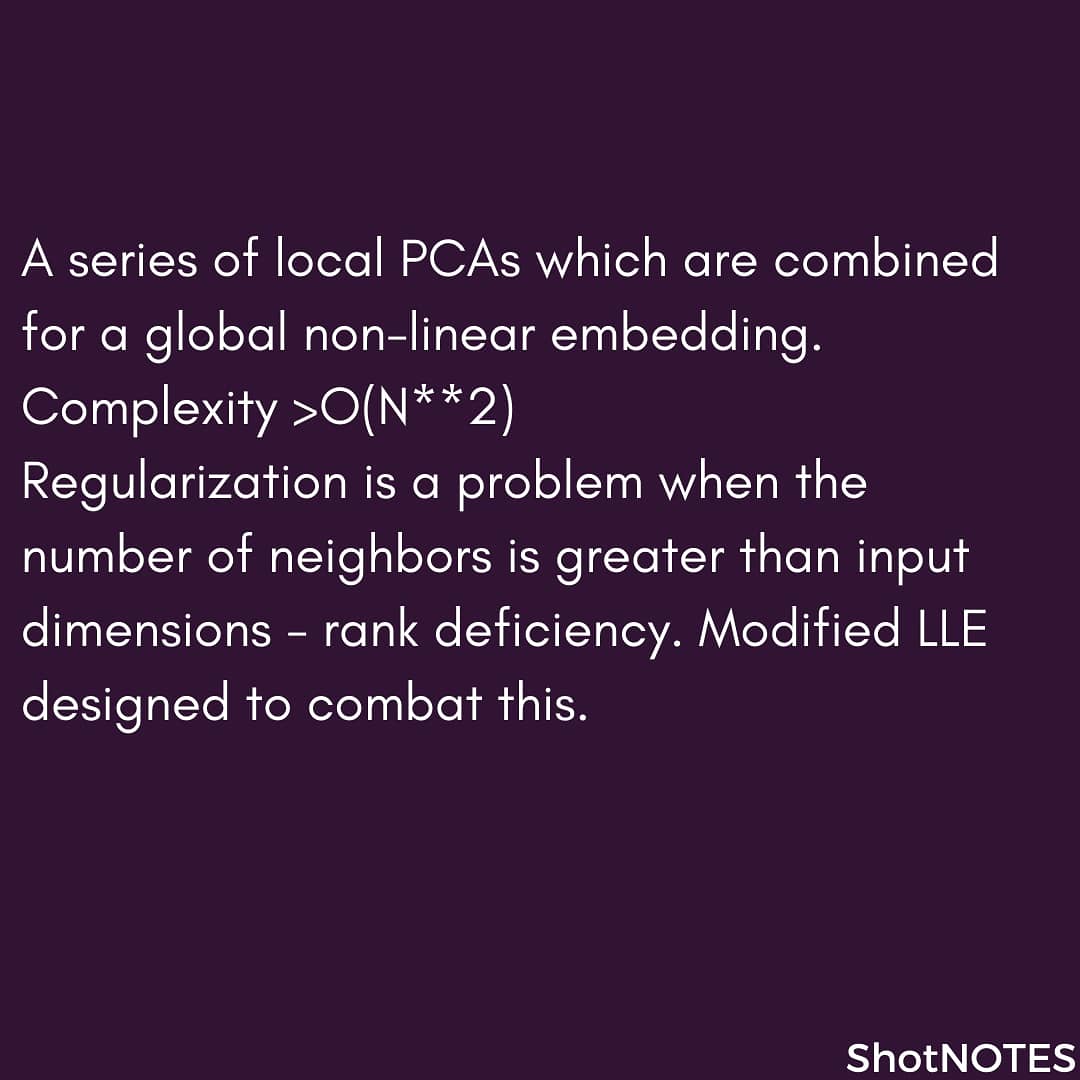 A series of local PCAs which are combined
for a global non-linear embedding.
Complexity >O(N**2)
Regularization is a problem when the
number of neighbors is greater than input
dimensions - rank deficiency. Modified LLE
designed to combat this.
ShotNOTES